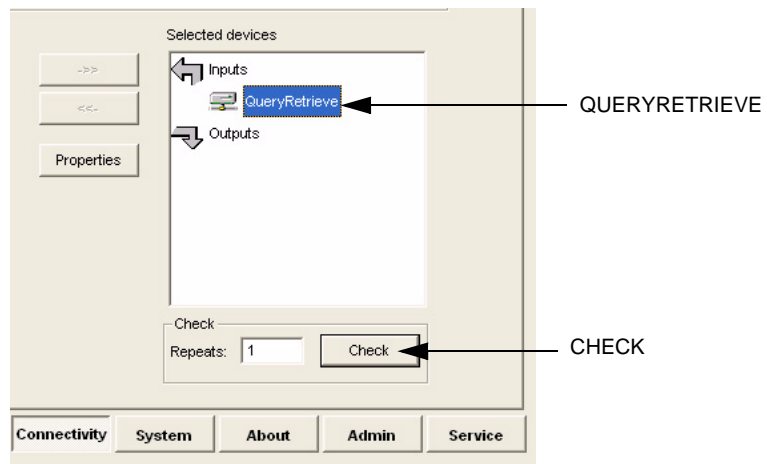 Selected devices
->>
Inputs
<<-
QueryRetrieve
QUERYRETRIEVE
Outputs
Properties
Check
Repeats: 1 Check
CHECK
Connectivity System About Admin Service